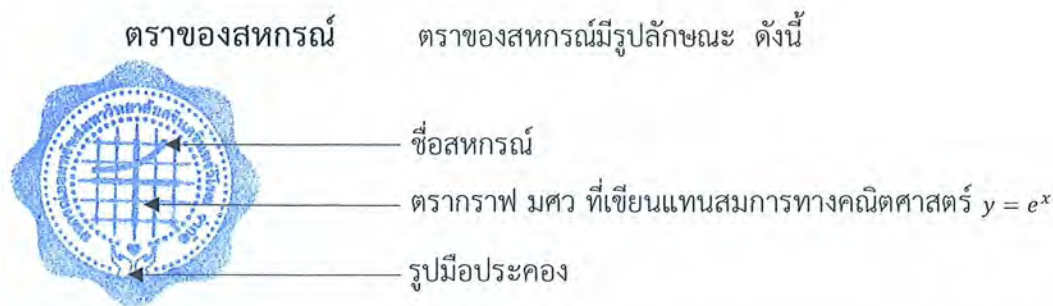 ตราของสหกรณ์ ตราของสหกรณ์มีรูปลักษณะ ดังนี้
ชื่อสหกรณ์
ตรากราฟ มศว ที่เขียนแทนสมการทางคณิตศาสตร์ y = eˣ
รูปมือประคอง